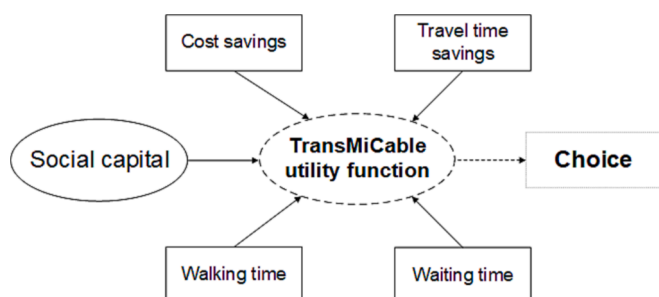 Cost savings
Travel time
savings
Social capital
TransMiCable
utility function
Choice
Walking time
Waiting time